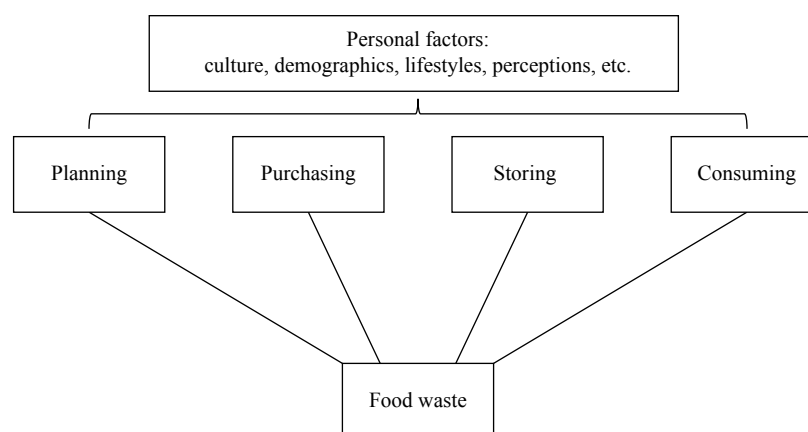 Personal factors:
culture, demographics, lifestyles, perceptions, etc.
Planning
Purchasing
Storing
Consuming
Food waste